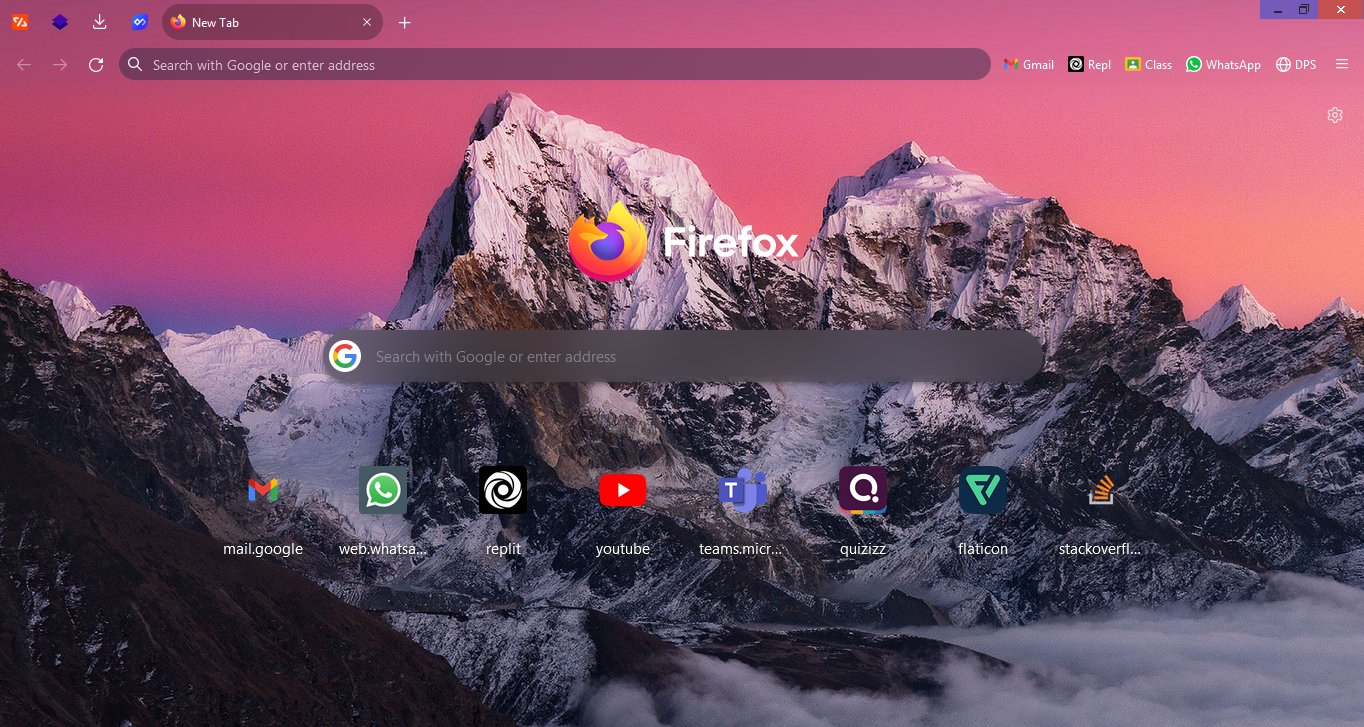 New Tab
Search with Google or enter address
Gmail
Repl
Class
WhatsApp
DPS
Firefox
Search with Google or enter address
mail.google
web.whatsa...
replit
youtube
teams.micr...
quizizz
flaticon
stackoverfl...